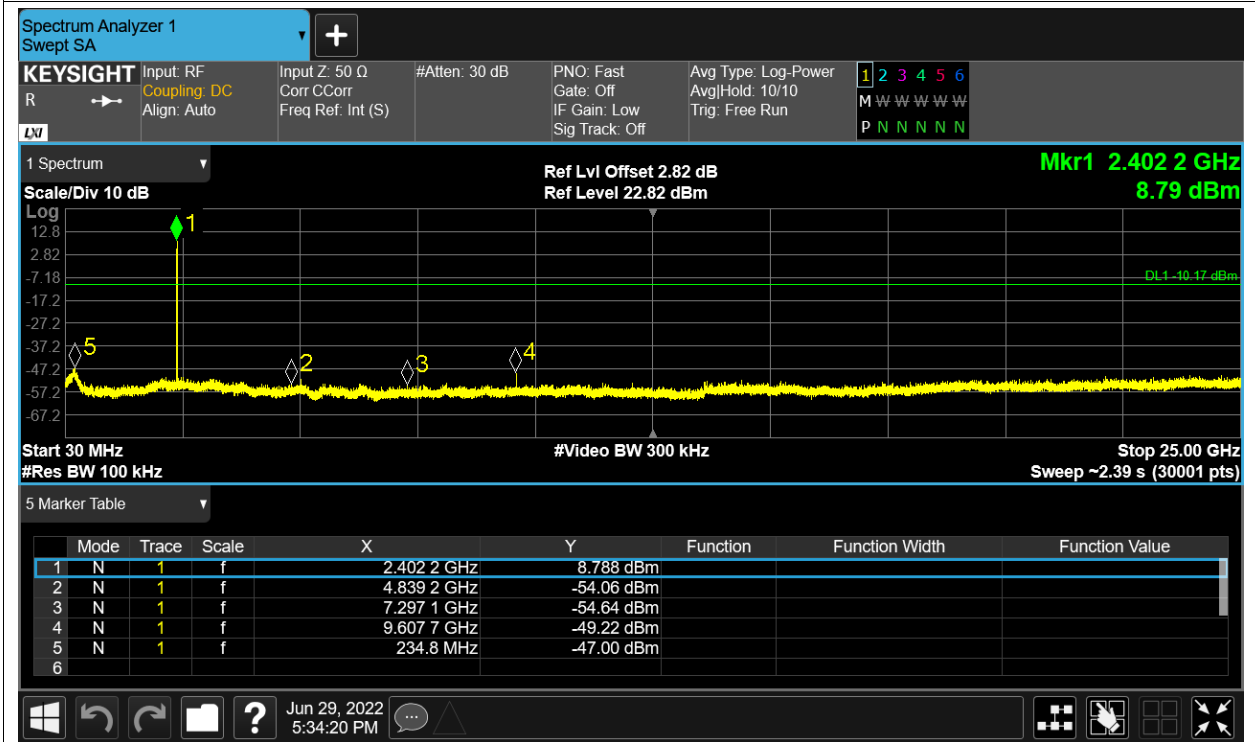 Spectrum Analyzer 1
Swept SA
+
KEYSIGHT Input: RF Input Z: 50 Ω #Atten: 30 dB PNO: Fast Avg Type: Log-Power 1 2 3 4 5 6
R Coupling: DC Corr CCorr Gate: Off Avg|Hold: 10/10 M W W W W W
Align: Auto Freq Ref: Int (S) IF Gain: Low Trig: Free Run
LXI Sig Track: Off P N N N N N
1 Spectrum Ref Lvl Offset 2.82 dB Mkr1 2.402 2 GHz
Scale/Div 10 dB Ref Level 22.82 dBm 8.79 dBm
Log
1
12.8
2.82
-7.18 DL1 -10.17 dBm
-17.2
-27.2
-37.2 5 4
-47.2 2 3
-57.2
-67.2
Start 30 MHz #Video BW 300 kHz Stop 25.00 GHz
#Res BW 100 kHz Sweep ~2.39 s (30001 pts)
5 Marker Table
Mode Trace Scale X Y Function Function Width Function Value
1 N 1 f 2.402 2 GHz 8.788 dBm
2 N 1 f 4.839 2 GHz -54.06 dBm
3 N 1 f 7.297 1 GHz -54.64 dBm
4 N 1 f 9.607 7 GHz -49.22 dBm
5 N 1 f 234.8 MHz -47.00 dBm
6
? Jun 29, 2022
5:34:20 PM